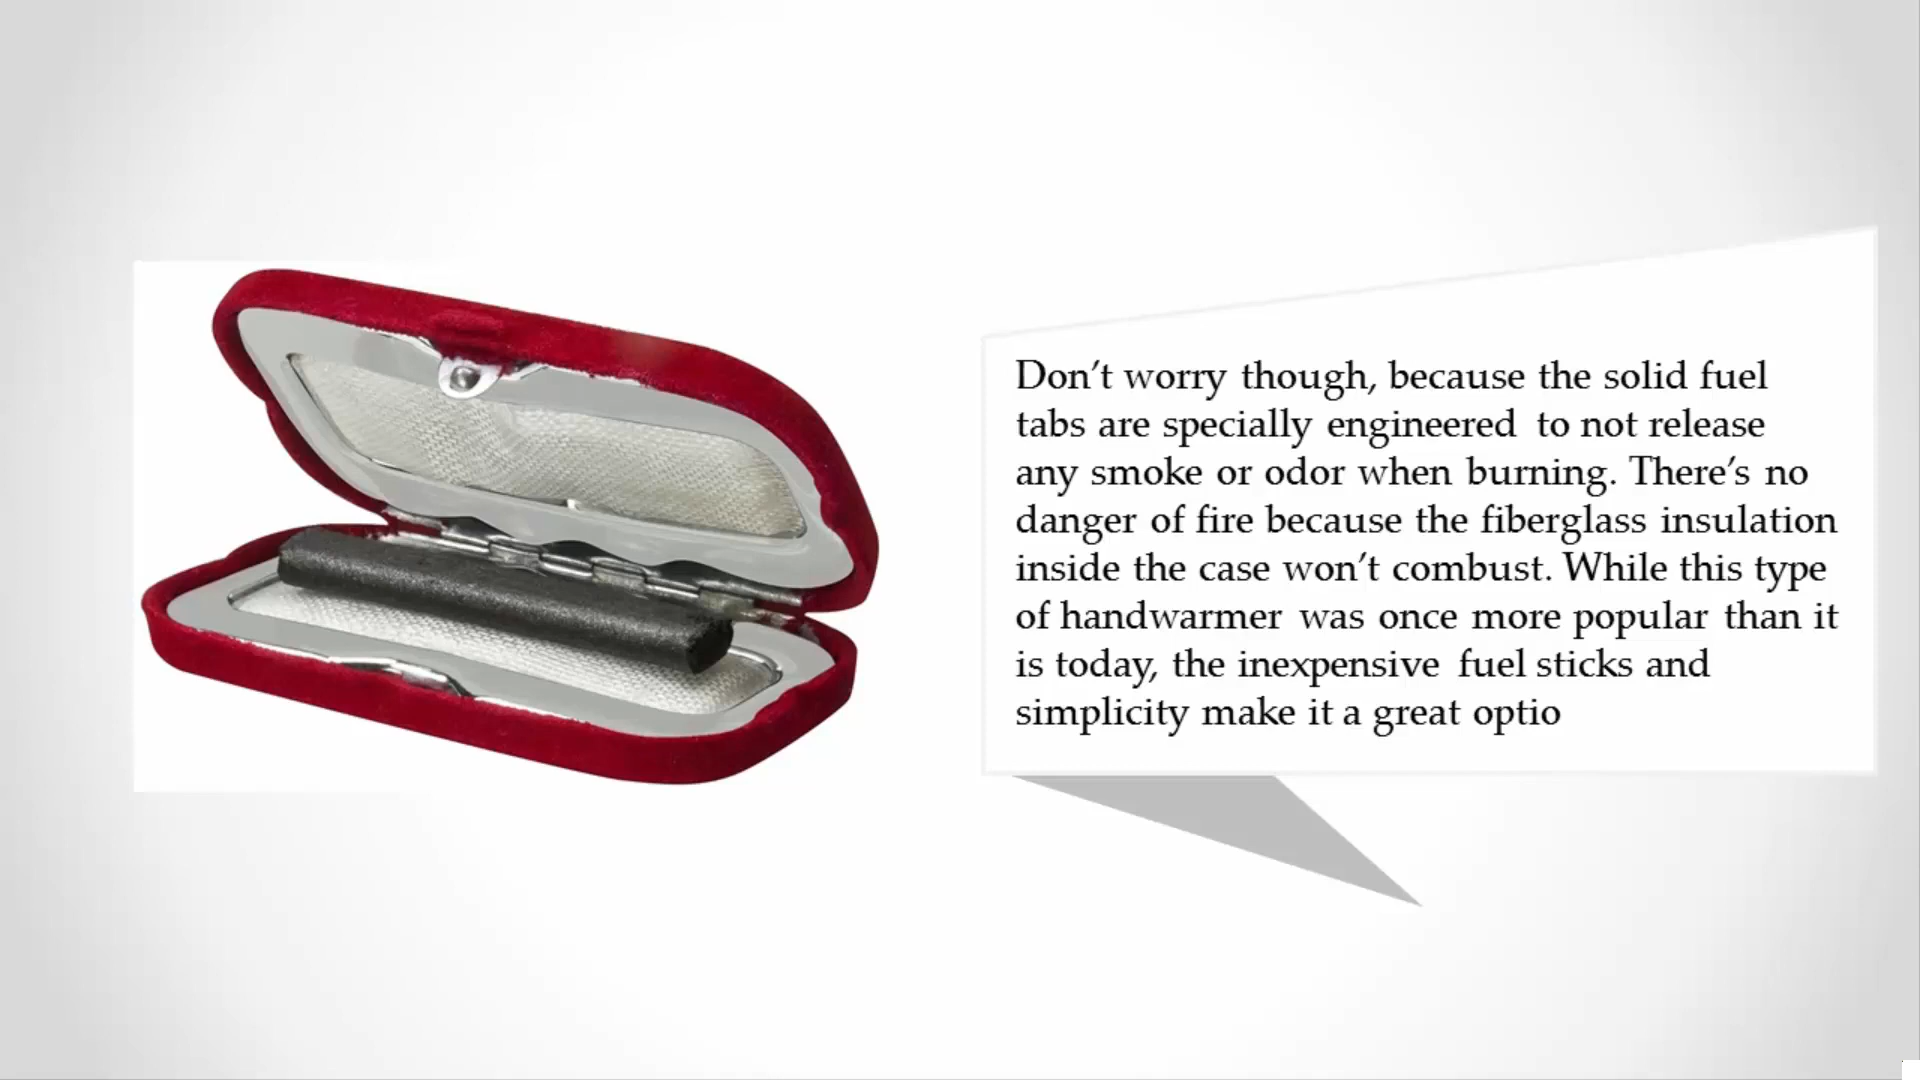 Don’t worry though, because the solid fuel
tabs are specially engineered to not release
any smoke or odor when burning. There’s no
danger of fire because the fiberglass insulation
inside the case won’t combust. While this type
of handwarmer was once more popular than it
is today, the inexpensive fuel sticks and
simplicity make it a great optio